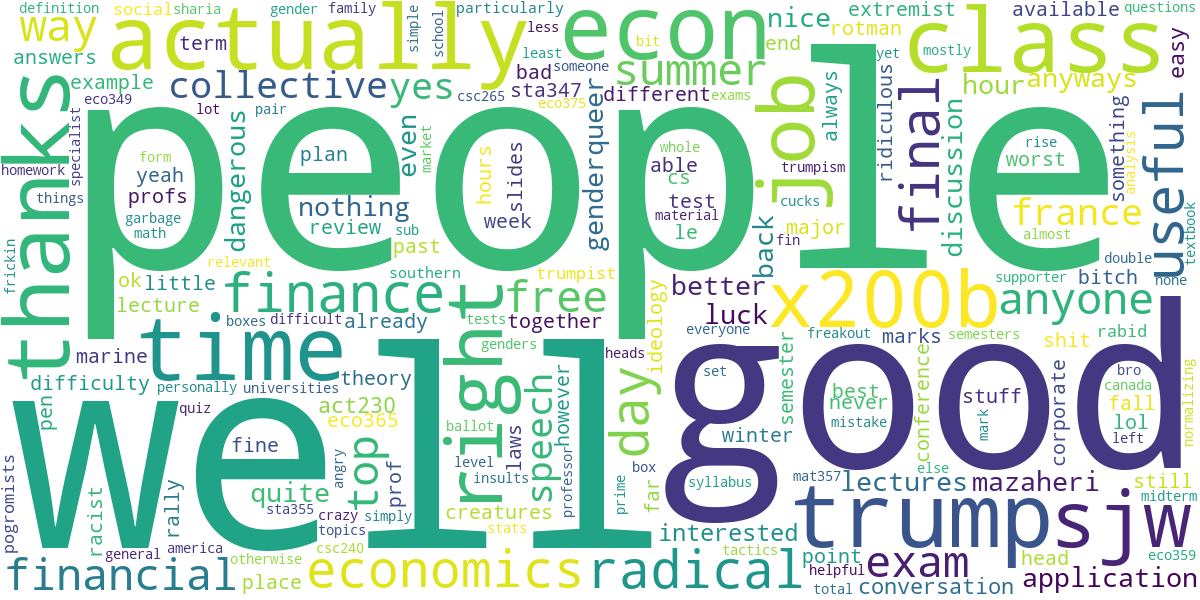 way
social
sharia
definition
gender
family
term
answers
example
eco349
lot
pair
actually
simple
school
particularly
less
least
collective
yes
csc265
bad
sta347
someone
econ
bit
yet
nice
end
summer
eco375
different
exams
extremist
rotman
fin
class
available
questions
mostly
hour
anyways
easy
thanks
homework
specialist
things
people
form
yeah
profs
garbage
math
dangerous
plan
nothing
review
sub
even
market
past
hours
slides
week
genderqueer
whole
able
cs
test
material
le
trumpism
cucks
job
major
back
always
ridiculous
final
discussion
rise
worst
france
almost
something
analysis
useful
textbook
double
none
frickin
relevant
ok
little
lecture
finance
southern
trumpist
free
better
luck
x200b
supporter
bitch
anyone
time
boxes
difficult
already
right
tests
together
genders
heads
ideology
everyone
freakout
marks
semesters
shit
rabid
marine
difficulty
personally
universities
theory
pen
quiz
act230
eco365
well
fine
ballot
level
insults
laws
speech
however
day
good
set
best
never
mistake
stuff
mark
bro
canada
fall
lol
left
normalizing
semester
conference
corporate
winter
box
syllabus
else
mat357
lectures
mazaheri
still
midterm
pogromists
racist
rally
quite
sta355
angry
top
prof
creatures
professor
prime
far
interested
tactics
trump
sjw
general
america
crazy
topics
simply
stats
csc240
otherwise
place
financial
economics
radical
point
helpful
total
exam
conversation
head
application
eco359